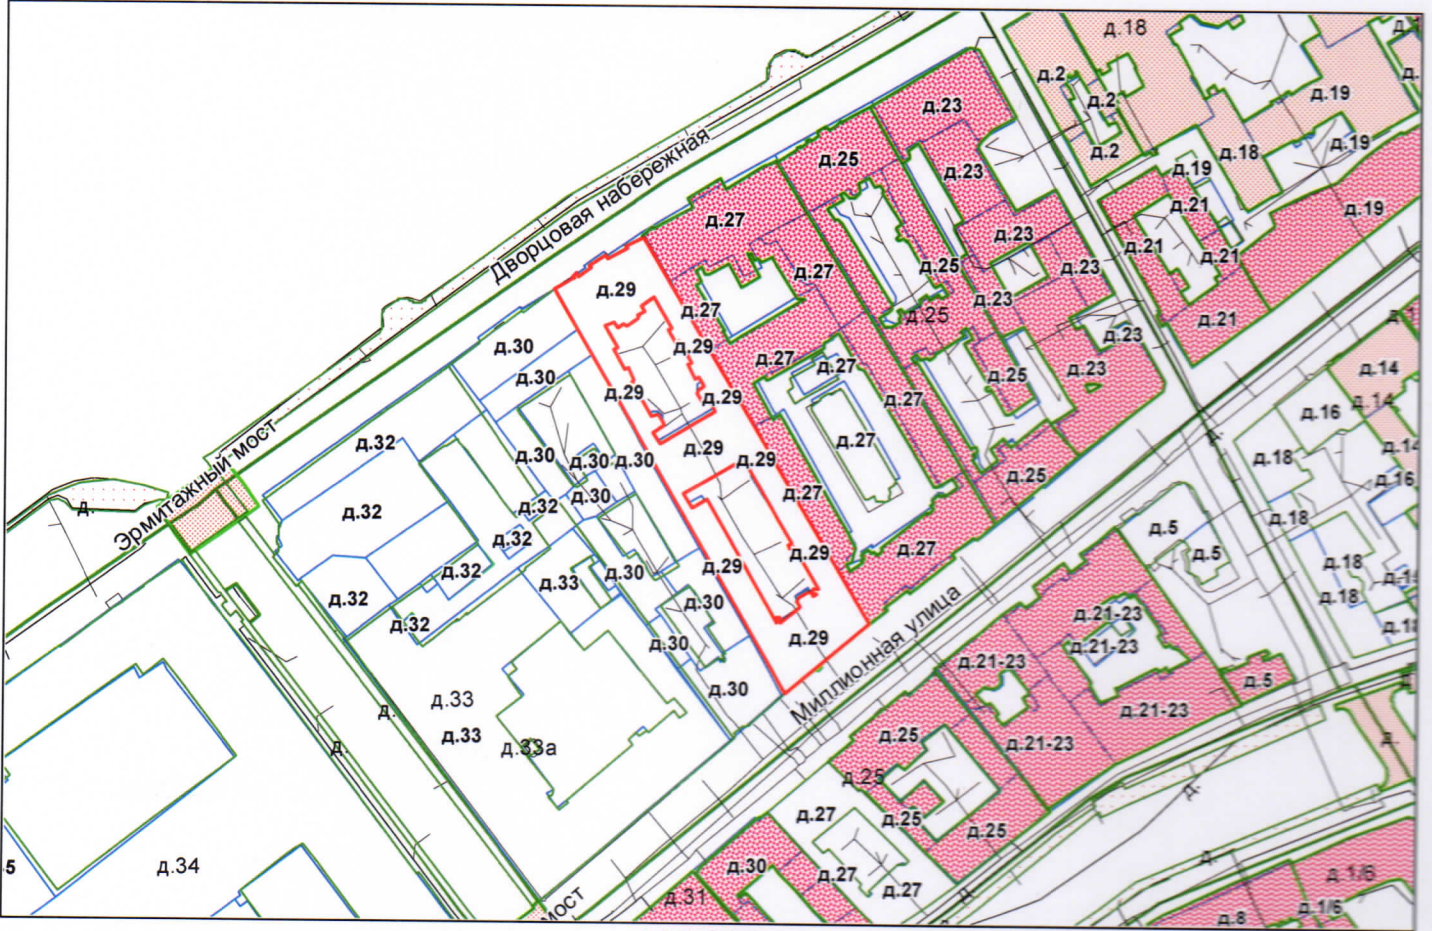 д.18
д.2
д.2
д.2
д.19
д.19
д.18
д.19
д.19
д.21
д.21
д.21
д.21
д.23
д.23
д.23
д.23
д.23
д.23
д.23
д.25
д.25
д.25
д.25
д.25
Дворцовая набережная
д.27
д.27
д.27
д.27
д.27
д.27
д.27
д.27
д.27
д.29
д.29
д.29
д.29
д.29
д.29
д.29
д.29
д.29
д.30
д.30
д.30
д.30
д.30
д.30
д.30
д.30
д.30
д.30
д.32
д.32
д.32
д.32
д.32
д.32
д.32
д.33
д.33
д.33
д.33а
Эрмитажный мост
д.
д.
д.
д.34
5
Миллионная улица
д.14
д.14
д.16
д.18
д.16
д.18
д.18
д.18
д.5
д.5
д.5
д.21-23
д.21-23
д.21-23
д.21-23
д.21-23
д.25
д.25
д.25
д.25
д.27
д.27
д.27
д.30
д.31
мост
д.
д.
д.
д.
д.1/6
д.1/6
д.8